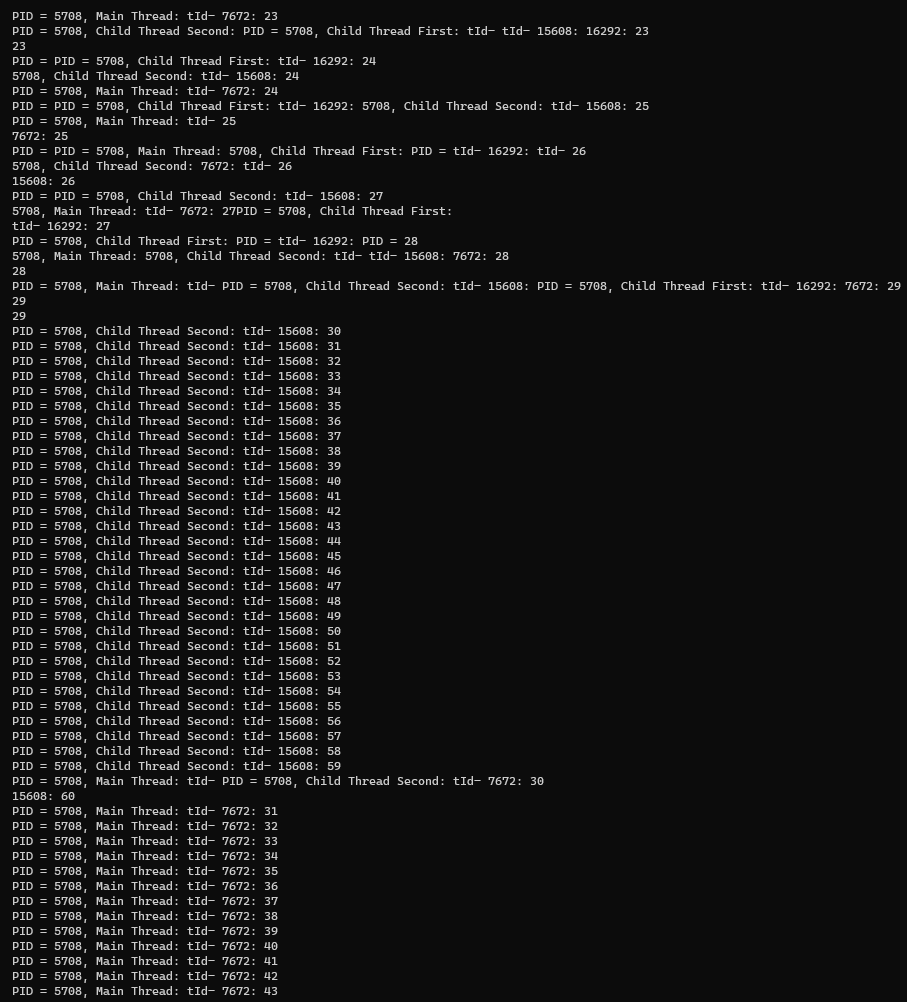 PID = 5708, Main Thread: tId- 7672: 23
PID = 5708, Child Thread Second: PID = 5708, Child Thread First: tId- tId- 15608: 16292: 23
23
PID = PID = 5708, Child Thread First: tId- 16292: 24
5708, Child Thread Second: tId- 15608: 24
PID = 5708, Main Thread: tId- 7672: 24
PID = PID = 5708, Child Thread First: tId- 16292: 5708, Child Thread Second: tId- 15608: 25
PID = 5708, Main Thread: tId- 25
7672: 25
PID = PID = 5708, Main Thread: 5708, Child Thread First: PID = tId- 16292: tId- 26
5708, Child Thread Second: 7672: tId- 26
15608: 26
PID = PID = 5708, Child Thread Second: tId- 15608: 27
5708, Main Thread: tId- 7672: 27PID = 5708, Child Thread First:
tId- 16292: 27
PID = 5708, Child Thread First: PID = tId- 16292: PID = 28
5708, Main Thread: 5708, Child Thread Second: tId- tId- 15608: 7672: 28
28
PID = 5708, Main Thread: tId- PID = 5708, Child Thread Second: tId- 15608: PID = 5708, Child Thread First: tId- 16292: 7672: 29
29
29
PID = 5708, Child Thread Second: tId- 15608: 30
PID = 5708, Child Thread Second: tId- 15608: 31
PID = 5708, Child Thread Second: tId- 15608: 32
PID = 5708, Child Thread Second: tId- 15608: 33
PID = 5708, Child Thread Second: tId- 15608: 34
PID = 5708, Child Thread Second: tId- 15608: 35
PID = 5708, Child Thread Second: tId- 15608: 36
PID = 5708, Child Thread Second: tId- 15608: 37
PID = 5708, Child Thread Second: tId- 15608: 38
PID = 5708, Child Thread Second: tId- 15608: 39
PID = 5708, Child Thread Second: tId- 15608: 40
PID = 5708, Child Thread Second: tId- 15608: 41
PID = 5708, Child Thread Second: tId- 15608: 42
PID = 5708, Child Thread Second: tId- 15608: 43
PID = 5708, Child Thread Second: tId- 15608: 44
PID = 5708, Child Thread Second: tId- 15608: 45
PID = 5708, Child Thread Second: tId- 15608: 46
PID = 5708, Child Thread Second: tId- 15608: 47
PID = 5708, Child Thread Second: tId- 15608: 48
PID = 5708, Child Thread Second: tId- 15608: 49
PID = 5708, Child Thread Second: tId- 15608: 50
PID = 5708, Child Thread Second: tId- 15608: 51
PID = 5708, Child Thread Second: tId- 15608: 52
PID = 5708, Child Thread Second: tId- 15608: 53
PID = 5708, Child Thread Second: tId- 15608: 54
PID = 5708, Child Thread Second: tId- 15608: 55
PID = 5708, Child Thread Second: tId- 15608: 56
PID = 5708, Child Thread Second: tId- 15608: 57
PID = 5708, Child Thread Second: tId- 15608: 58
PID = 5708, Child Thread Second: tId- 15608: 59
PID = 5708, Main Thread: tId- PID = 5708, Child Thread Second: tId- 7672: 30
15608: 60
PID = 5708, Main Thread: tId- 7672: 31
PID = 5708, Main Thread: tId- 7672: 32
PID = 5708, Main Thread: tId- 7672: 33
PID = 5708, Main Thread: tId- 7672: 34
PID = 5708, Main Thread: tId- 7672: 35
PID = 5708, Main Thread: tId- 7672: 36
PID = 5708, Main Thread: tId- 7672: 37
PID = 5708, Main Thread: tId- 7672: 38
PID = 5708, Main Thread: tId- 7672: 39
PID = 5708, Main Thread: tId- 7672: 40
PID = 5708, Main Thread: tId- 7672: 41
PID = 5708, Main Thread: tId- 7672: 42
PID = 5708, Main Thread: tId- 7672: 43